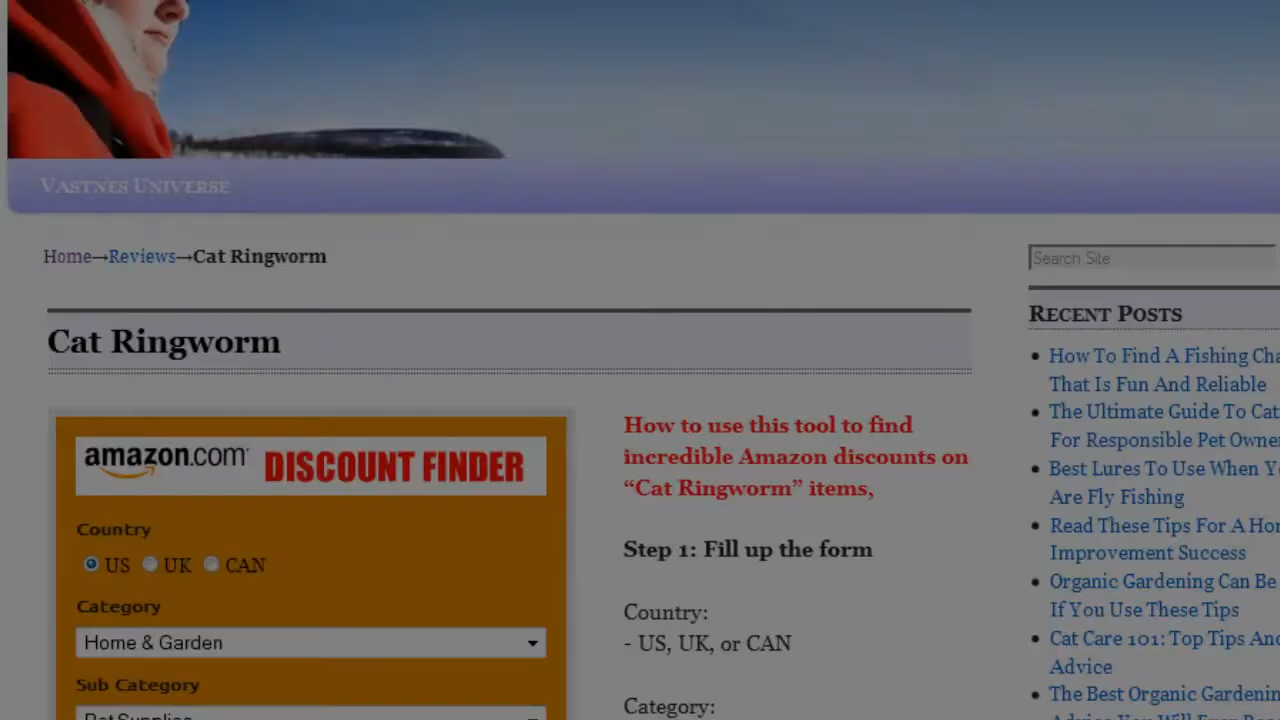 Vastnes Universe
Home→Reviews→Cat Ringworm
Search Site
Recent Posts
Cat Ringworm
How To Find A Fishing Cha
That Is Fun And Reliable
The Ultimate Guide To Cat
For Responsible Pet Owne
Best Lures To Use When Y
Are Fly Fishing
Read These Tips For A Hom
Improvement Success
Organic Gardening Can Be
If You Use These Tips
Cat Care 101: Top Tips And
Advice
The Best Organic Gardenin
amazon.com DISCOUNT FINDER
Country
US UK CAN
Category
Home & Garden
Sub Category
Pet Supplies
How to use this tool to find
incredible Amazon discounts on
“Cat Ringworm” items,
Step 1: Fill up the form
Country:
- US, UK, or CAN
Category: